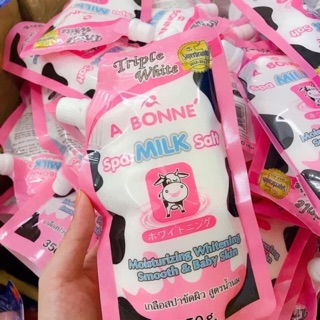 Triple
White
A BONNE'
Spa MILK Salt
ホワイトニング
Moisturizing Whitening
Smooth & Baby Skin
เกลือสปาขัดผิว สูตรน้ำนม
350